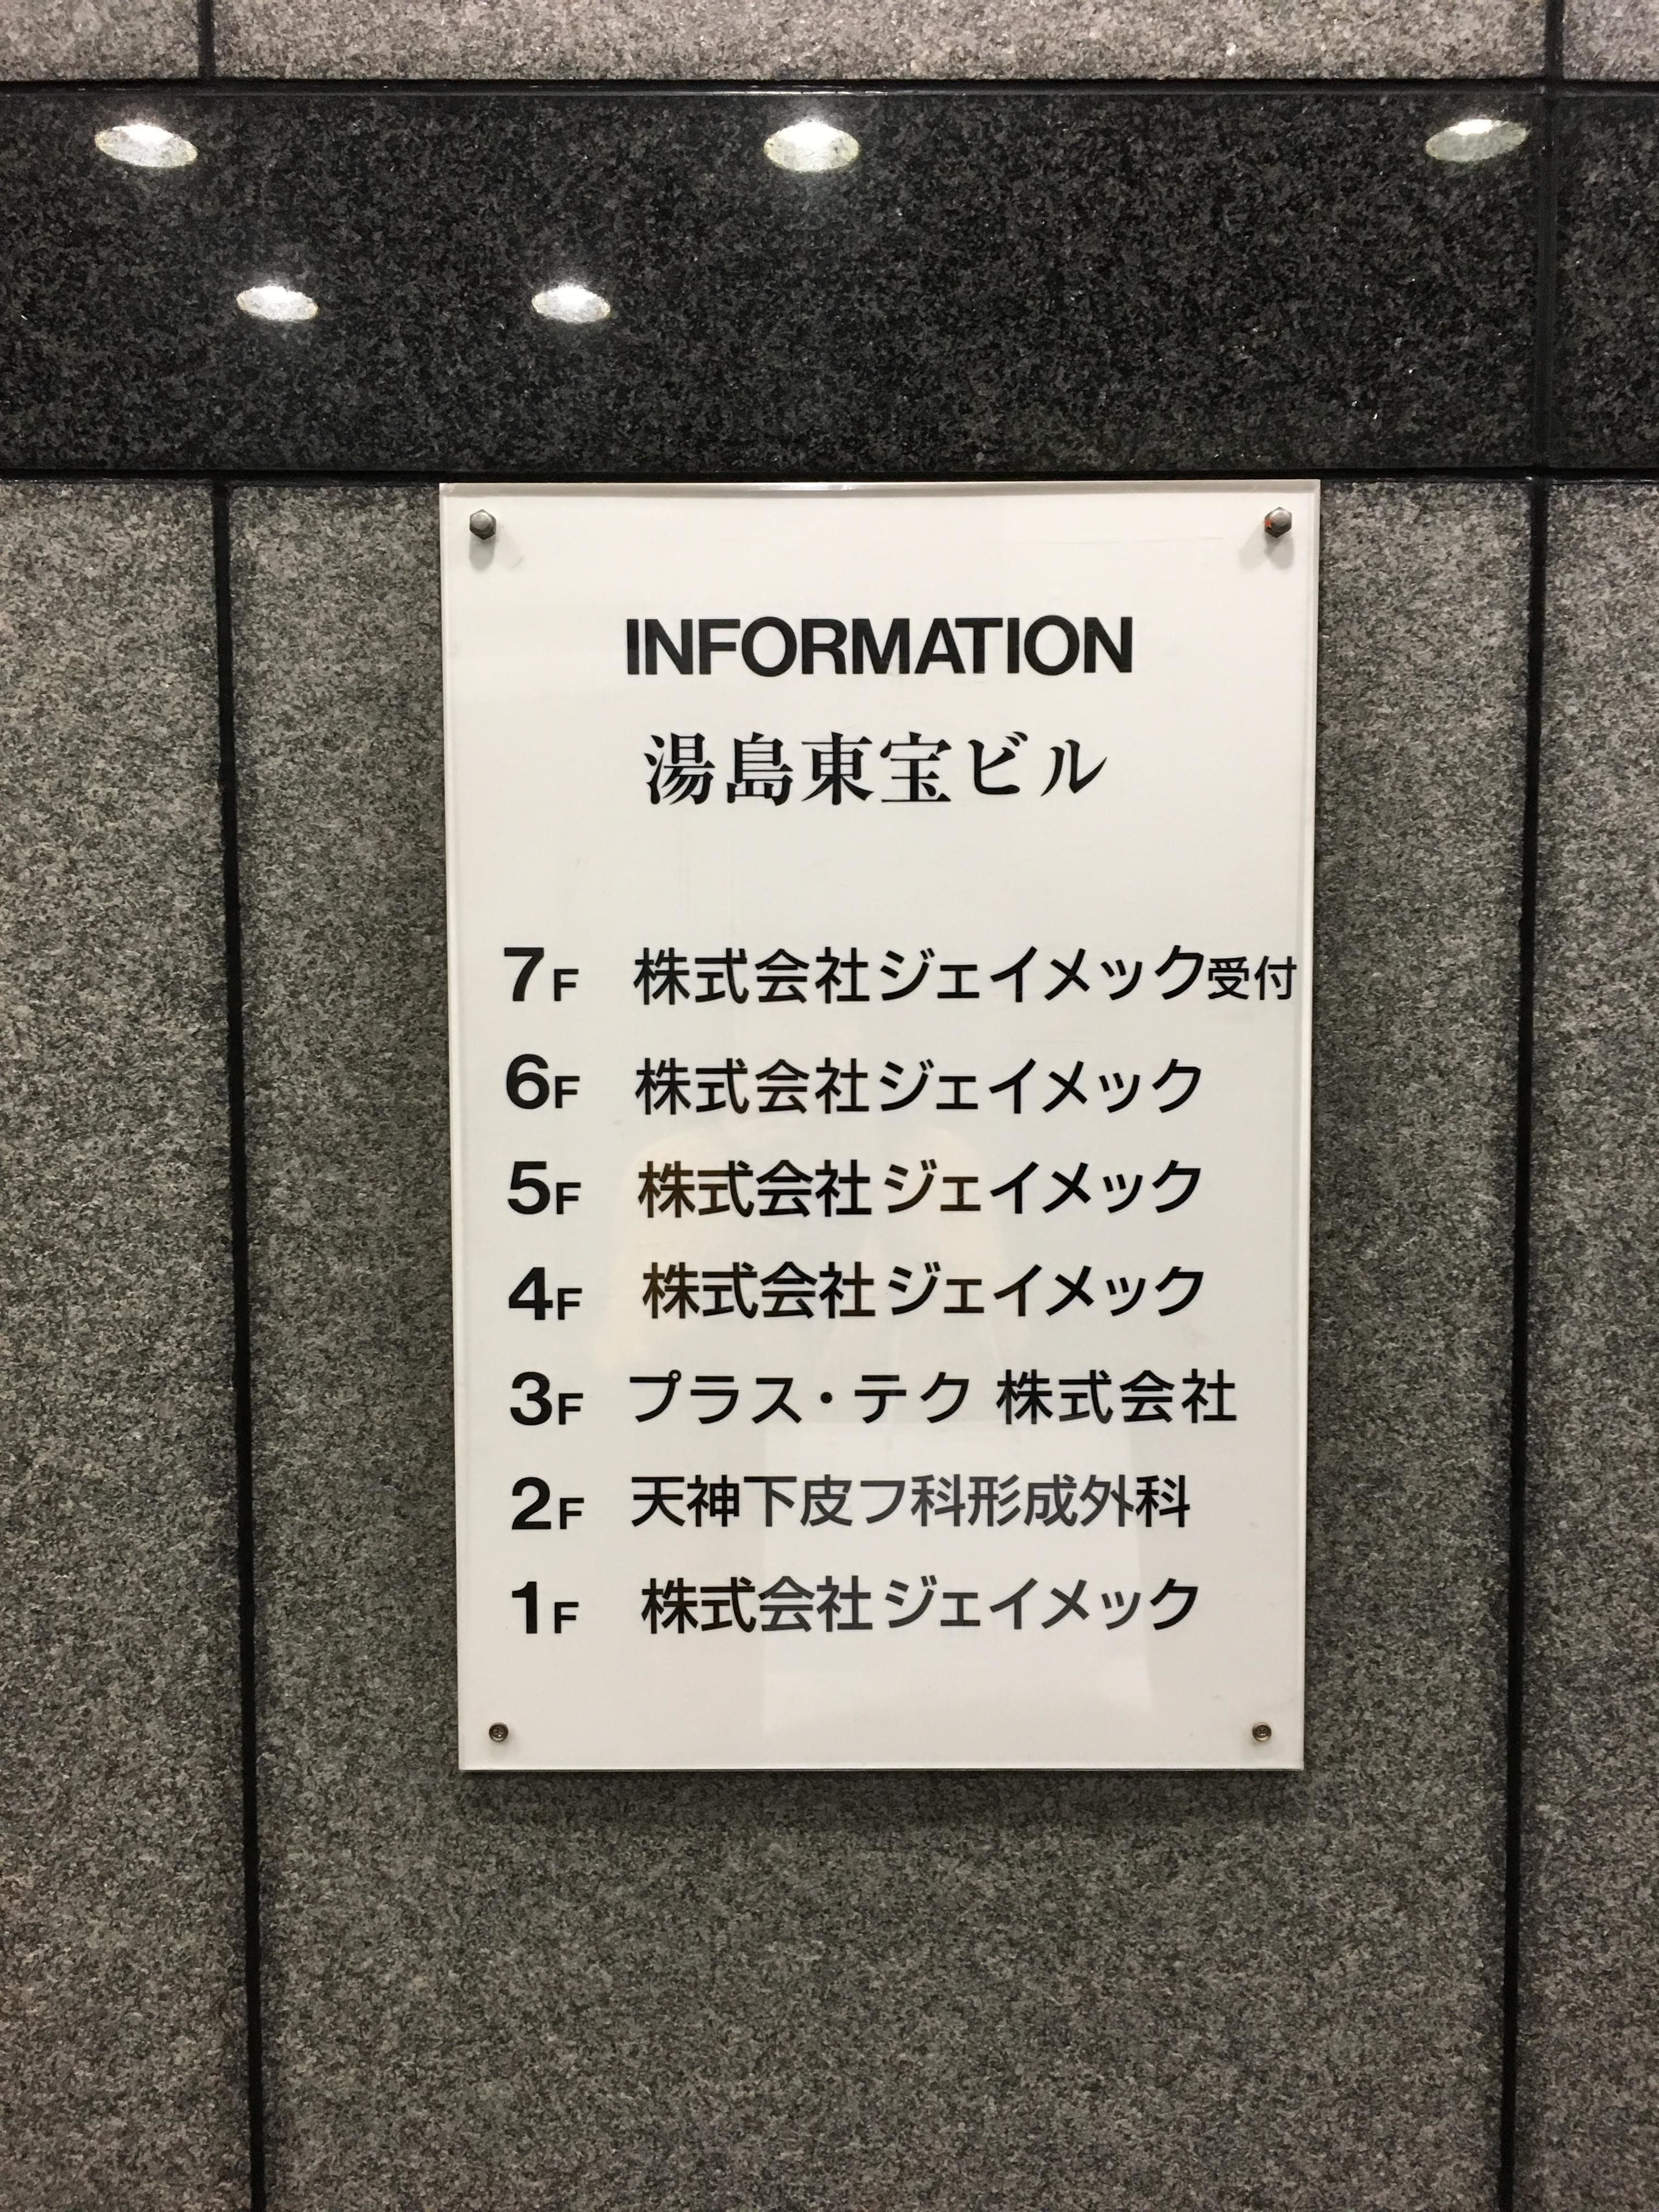 INFORMATION
湯島東宝ビル
7F 株式会社ジェイメック受付
6F 株式会社ジェイメック
5F 株式会社ジェイメック
4F 株式会社ジェイメック
3F プラス・テク 株式会社
2F 天神下皮フ科形成外科
1F 株式会社ジェイメック